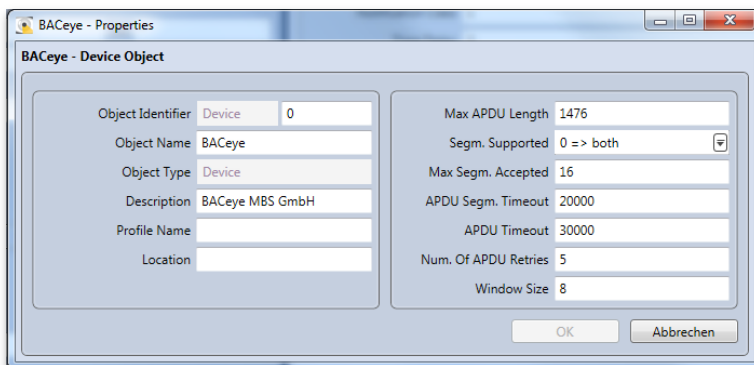 BACeye - Properties
BACeye - Device Object
Object Identifier Device 0
Object Name BACeye
Object Type Device
Description BACeye MBS GmbH
Profile Name
Location
Max APDU Length 1476
Segm. Supported 0 => both
Max Segm. Accepted 16
APDU Segm. Timeout 20000
APDU Timeout 30000
Num. Of APDU Retries 5
Window Size 8
OK Abbrechen